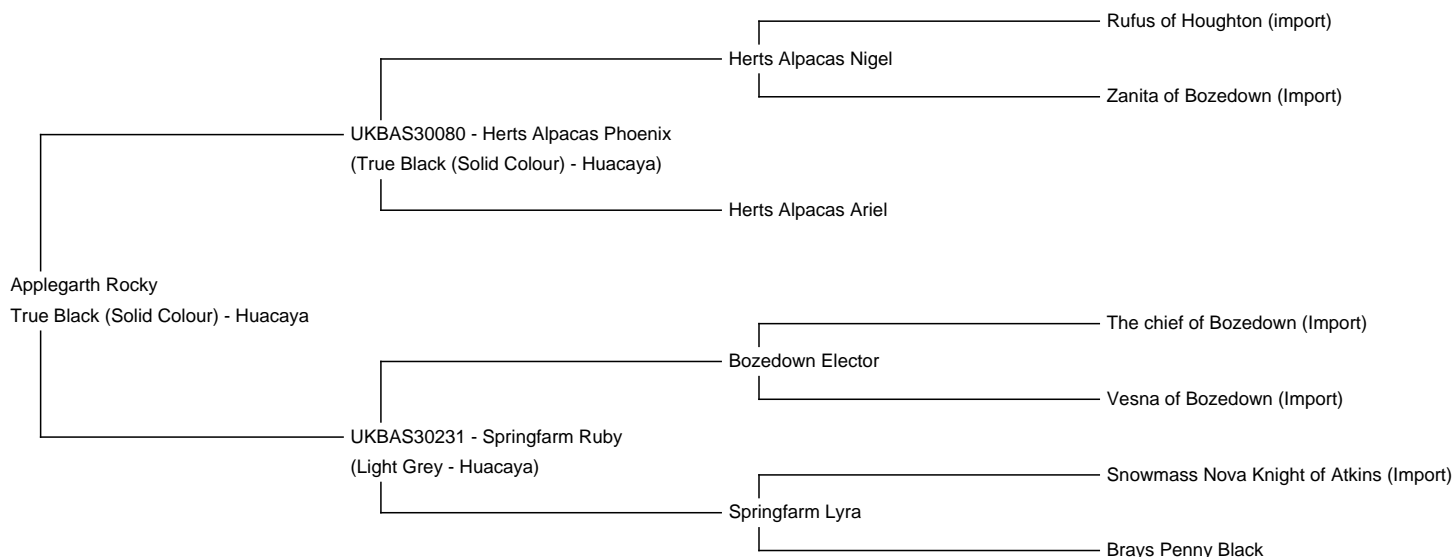 Rufus of Houghton (import)
Herts Alpacas Nigel
Zanita of Bozedown (Import)
UKBAS30080 - Herts Alpacas Phoenix
(True Black (Solid Colour) - Huacaya)
Herts Alpacas Ariel
Applegarth Rocky
True Black (Solid Colour) - Huacaya
The chief of Bozedown (Import)
Bozedown Elector
Vesna of Bozedown (Import)
UKBAS30231 - Springfarm Ruby
(Light Grey - Huacaya)
Snowmass Nova Knight of Atkins (Import)
Springfarm Lyra
Brays Penny Black